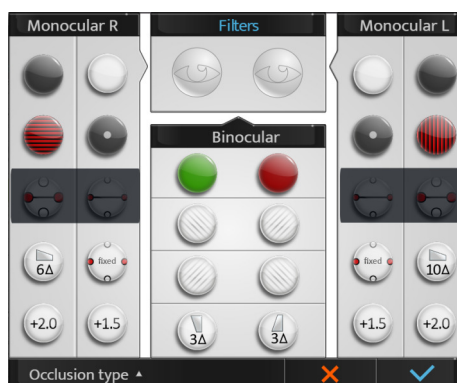 Monocular R
Filters
Monocular L
Binocular
6Δ
fixed
fixed
10Δ
+2.0
+1.5
3Δ
3Δ
+1.5
+2.0
Occlusion type